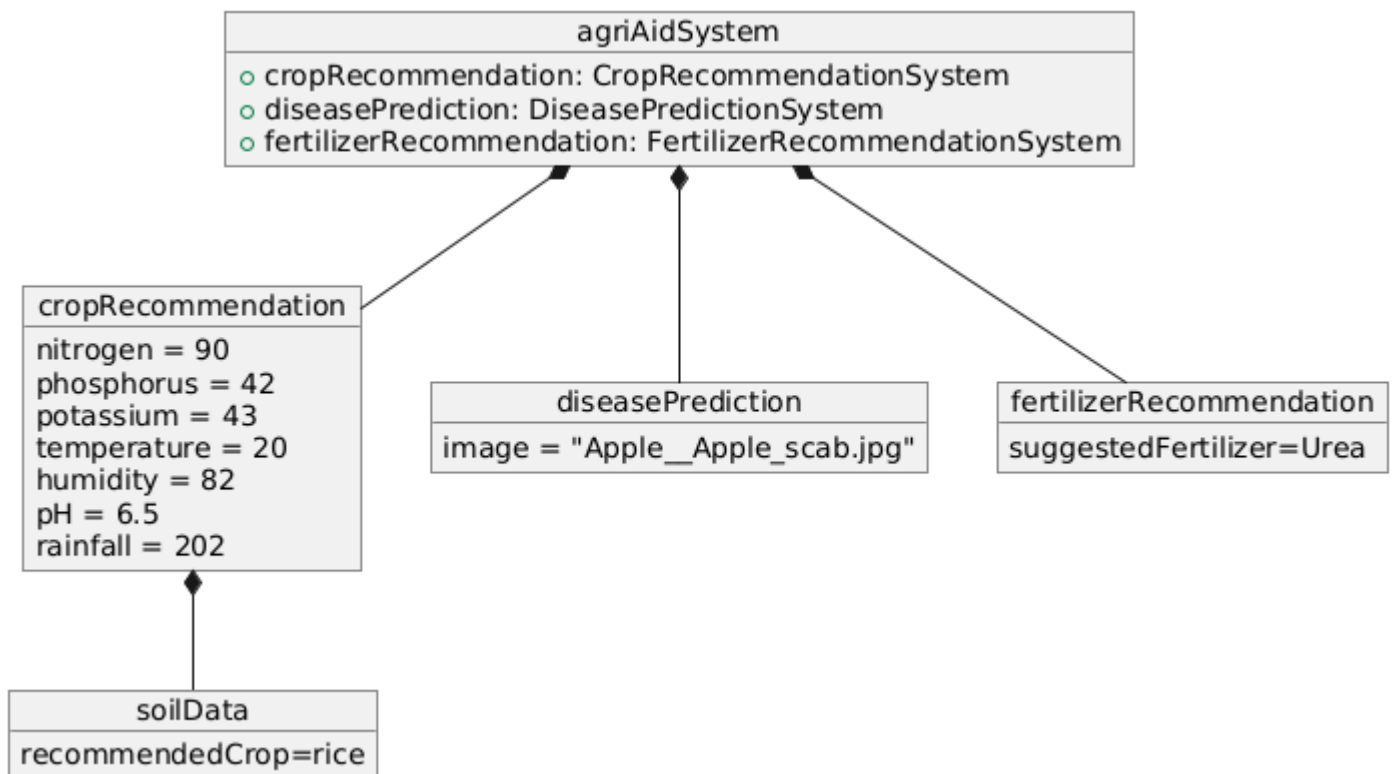 agriAidSystem
cropRecommendation: CropRecommendationSystem
diseasePrediction: DiseasePredictionSystem
fertilizerRecommendation: FertilizerRecommendationSystem
cropRecommendation
nitrogen = 90
phosphorus = 42
potassium = 43
temperature = 20
humidity = 82
pH = 6.5
rainfall = 202
diseasePrediction
image = "Apple__Apple_scab.jpg"
fertilizerRecommendation
suggestedFertilizer=Urea
soilData
recommendedCrop=rice